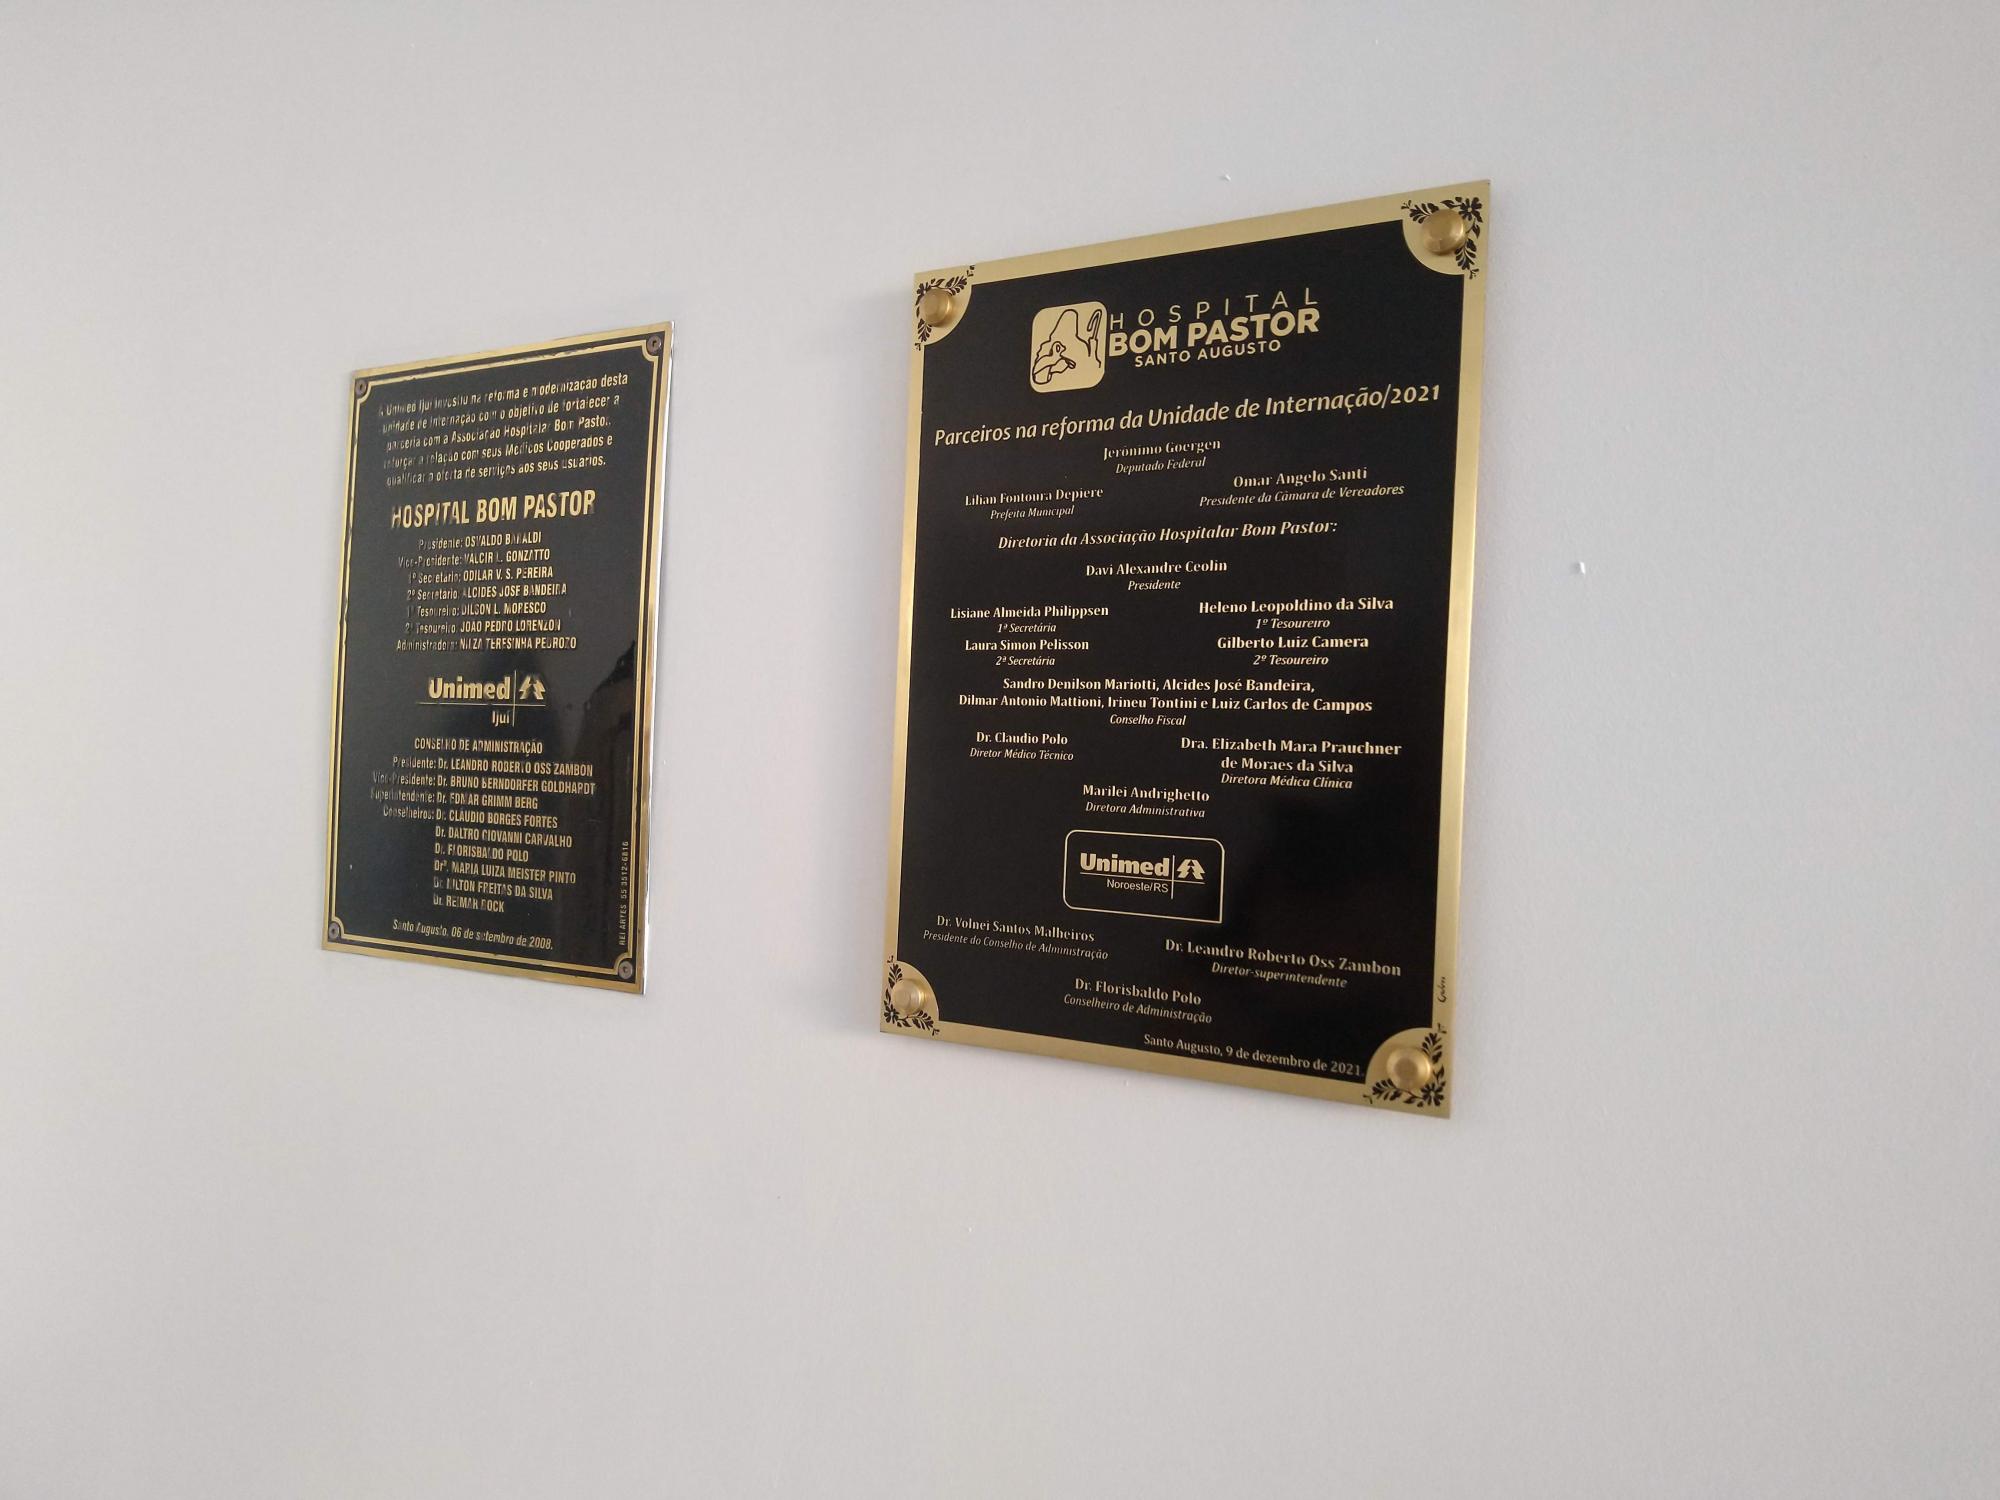 A Unimed Ijuí investiu na reforma e modernização desta
unidade de Internação com o objetivo de fortalecer a
parceria com a Associação Hospitalar Bom Pastor,
reforçar a relação com seus Médicos Cooperados e
qualificar a oferta de serviços aos seus usuários.
HOSPITAL BOM PASTOR
Presidente: OSVALDO BARALDI
Vice-Presidente: VALCIR L. GONZATTO
1º Secretário: ODILAR V. S. PEREIRA
2º Secretário: ALCIDES JOSÉ BANDEIRA
1º Tesoureiro: DILSON L. MORESCO
2º Tesoureiro: JOÃO PEDRO LORENZON
Administradora: NILZA TERESINHA PEDROZO
Unimed
Ijuí
CONSELHO DE ADMINISTRAÇÃO
Presidente: Dr. LEANDRO ROBERTO OSS ZAMBON
Vice-Presidente: Dr. BRUNO BERNDORFER GOLDHARDT
Superintendente: Dr. EDMAR GRIMM BERG
Conselheiros: Dr. CLÁUDIO BORGES FORTES
Dr. DALTRO GIOVANNI CARVALHO
Dr. FLORISBALDO POLO
Drª. MARIA LUIZA MEISTER PINTO
Dr. NILTON FREITAS DA SILVA
Dr. REIMAR BOCK
Santo Augusto, 06 de setembro de 2008.
REI ARTES 55 3512-6816
HOSPITAL
BOM PASTOR
SANTO AUGUSTO
Parceiros na reforma da Unidade de Internação/2021
Jerônimo Goergen
Deputado Federal
Lilian Fontoura Depiere
Prefeita Municipal
Omar Angelo Santi
Presidente da Câmara de Vereadores
Diretoria da Associação Hospitalar Bom Pastor:
Davi Alexandre Ceolin
Presidente
Lisiane Almeida Philippsen
1ª Secretária
Heleno Leopoldino da Silva
1º Tesoureiro
Laura Simon Pelisson
2ª Secretária
Gilberto Luiz Camera
2º Tesoureiro
Sandro Denilson Mariotti, Alcides José Bandeira,
Dilmar Antonio Mattioni, Irineu Tontini e Luiz Carlos de Campos
Conselho Fiscal
Dr. Claudio Polo
Diretor Médico Técnico
Dra. Elizabeth Mara Prauchner
de Moraes da Silva
Diretora Médica Clínica
Marilei Andrighetto
Diretora Administrativa
Unimed
Noroeste/RS
Dr. Volnei Santos Malheiros
Presidente do Conselho de Administração
Dr. Leandro Roberto Oss Zambon
Diretor-superintendente
Dr. Florisbaldo Polo
Conselheiro de Administração
Santo Augusto, 9 de dezembro de 2021.